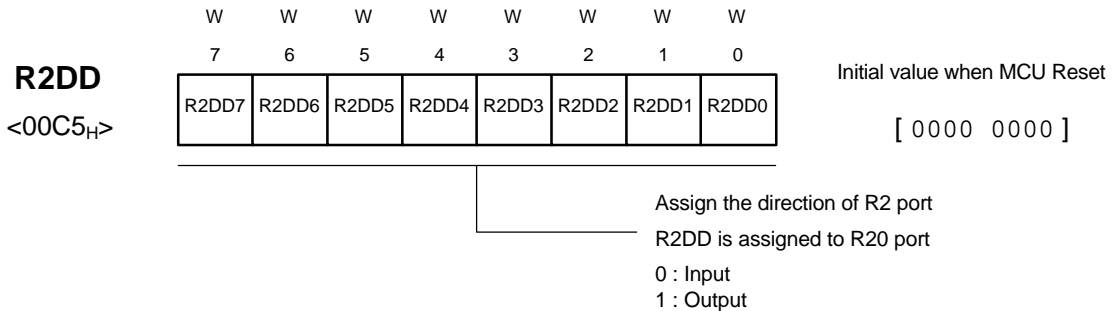 W W W W W W W W
7 6 5 4 3 2 1 0
R2DD
<00C5H>
R2DD7 R2DD6 R2DD5 R2DD4 R2DD3 R2DD2 R2DD1 R2DD0
Initial value when MCU Reset
[ 0000 0000 ]
Assign the direction of R2 port
R2DD is assigned to R20 port
0 : Input
1 : Output